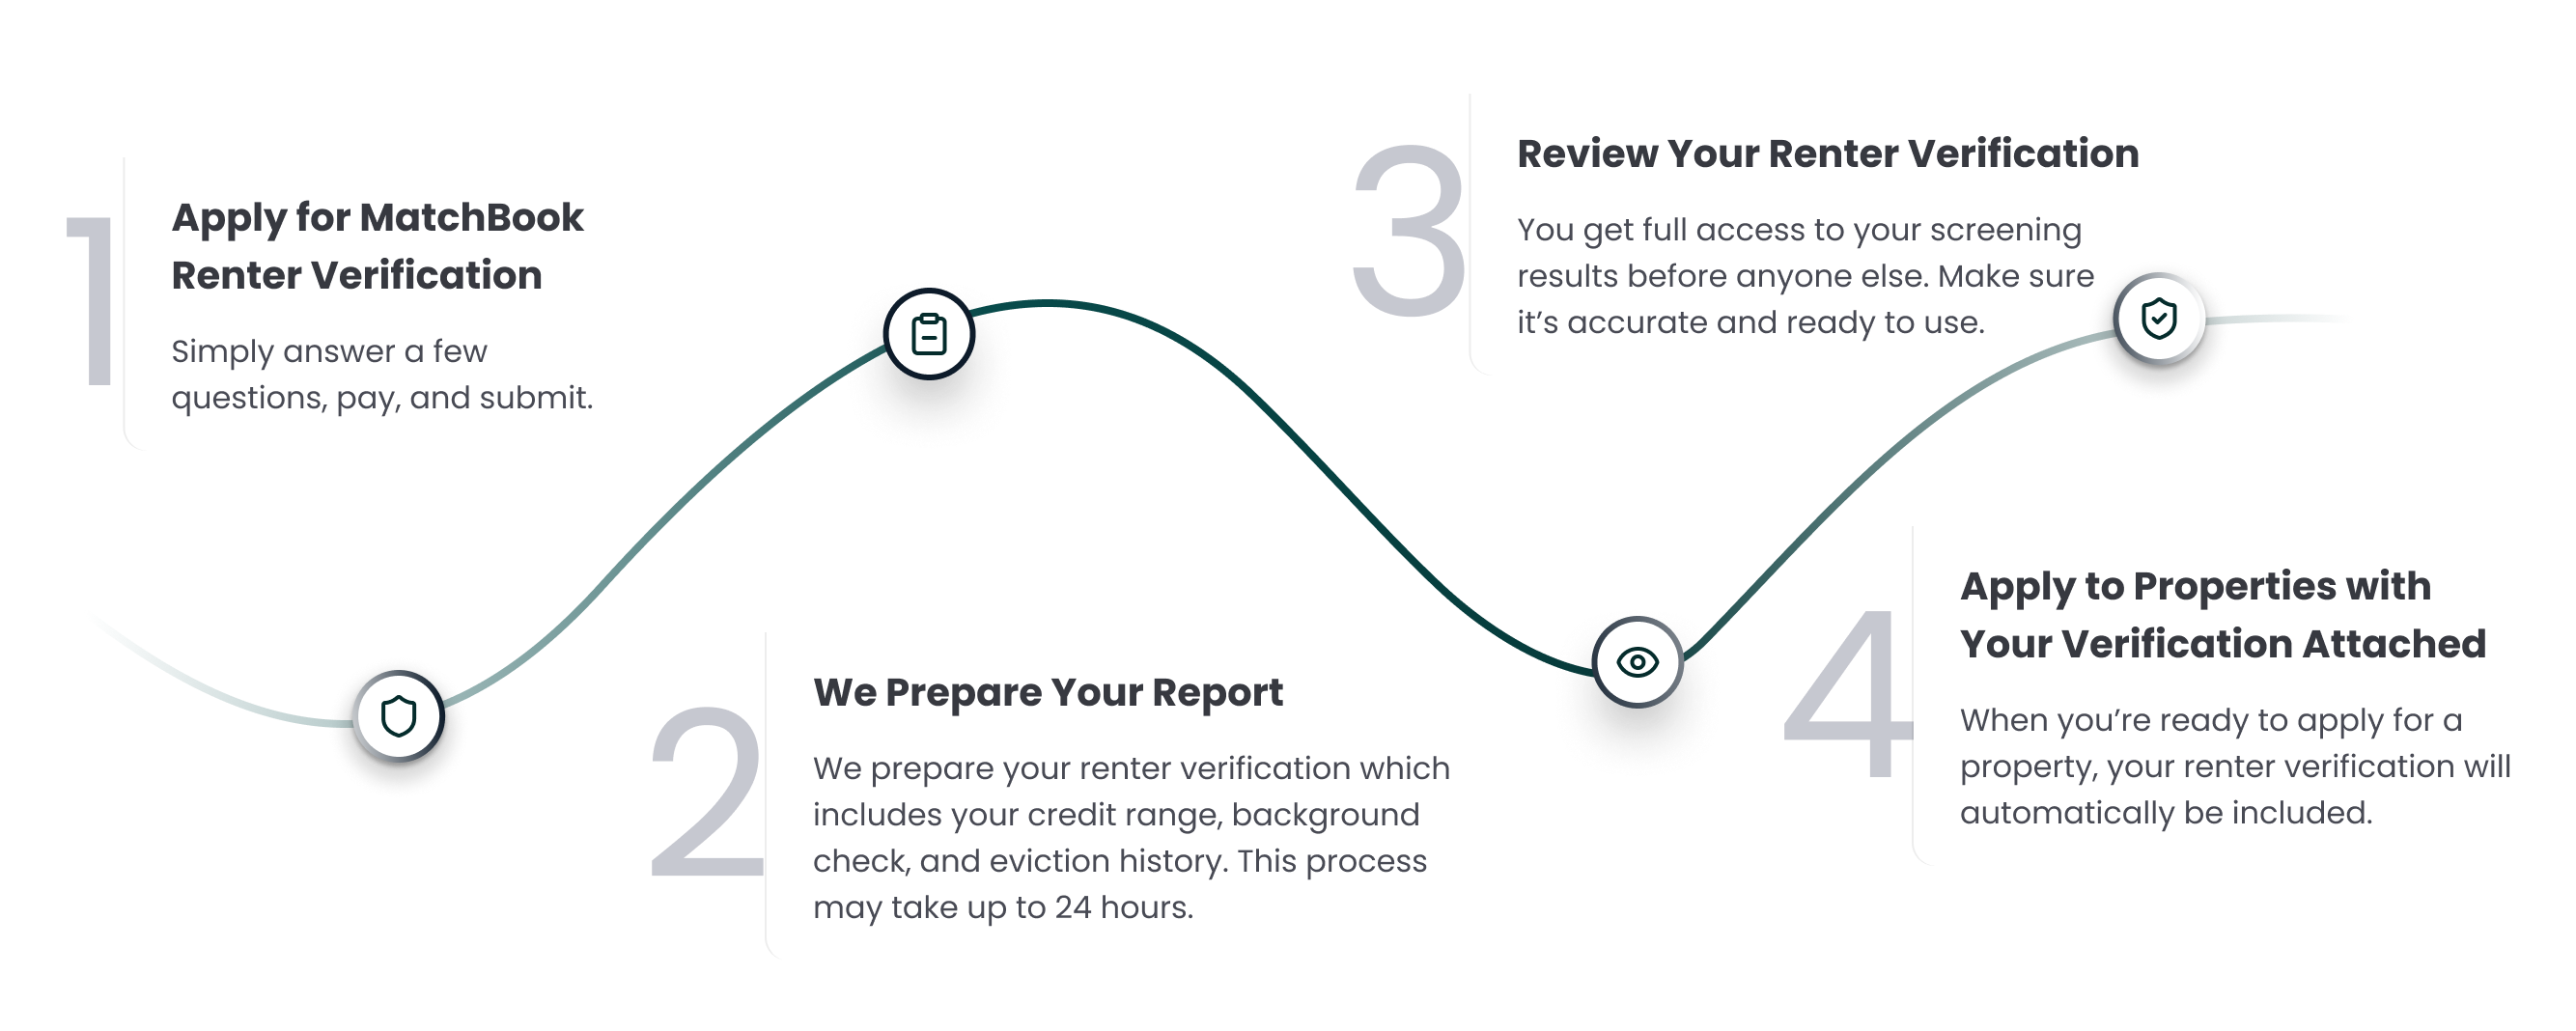 1
Apply for MatchBook
Renter Verification
Simply answer a few
questions, pay, and submit.
2
We Prepare Your Report
We prepare your renter verification which
includes your credit range, background
check, and eviction history. This process
may take up to 24 hours.
3
Review Your Renter Verification
You get full access to your screening
results before anyone else. Make sure
it’s accurate and ready to use.
4
Apply to Properties with
Your Verification Attached
When you’re ready to apply for a
property, your renter verification will
automatically be included.